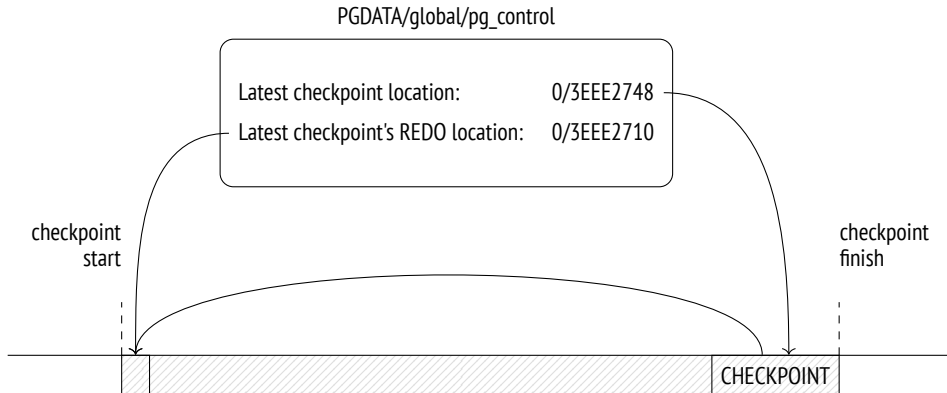 PGDATA/global/pg_control
Latest checkpoint location: 0/3EEE2748
Latest checkpoint's REDO location: 0/3EEE2710
checkpoint
start
checkpoint
finish
CHECKPOINT